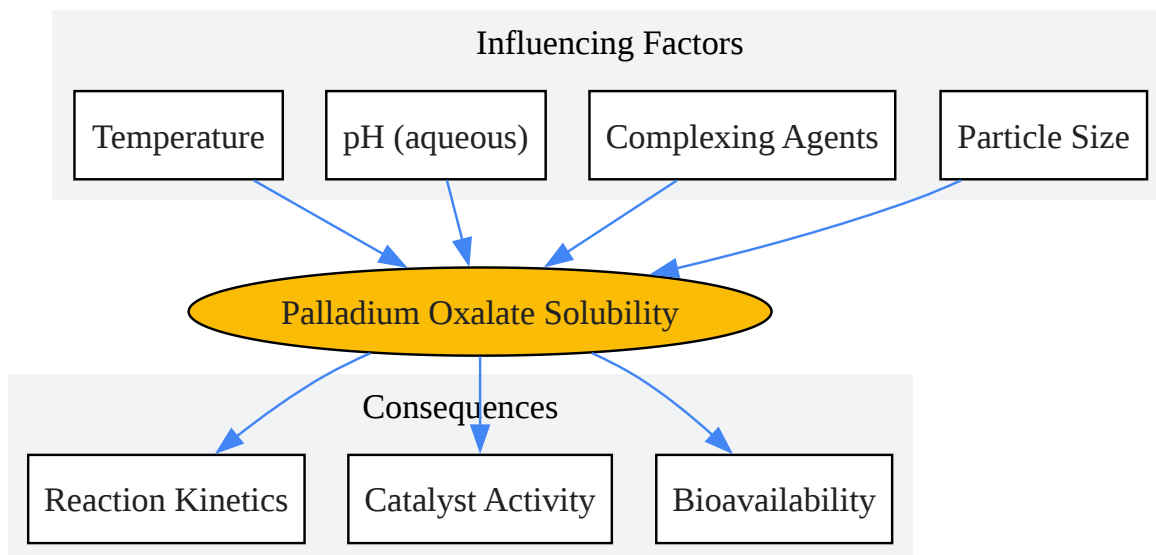 Influencing Factors
Temperature
pH (aqueous)
Complexing Agents
Particle Size
Palladium Oxalate Solubility
Consequences
Reaction Kinetics
Catalyst Activity
Bioavailability